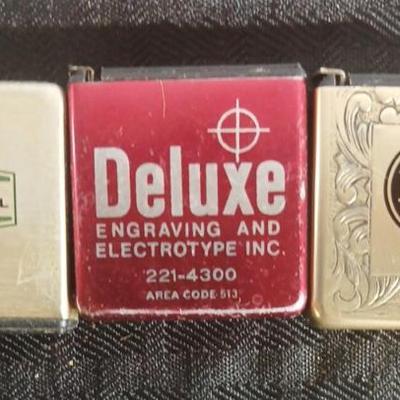 Deluxe
ENGRAVING AND
ELECTROTYPE INC.
221-4300
AREA CODE 513